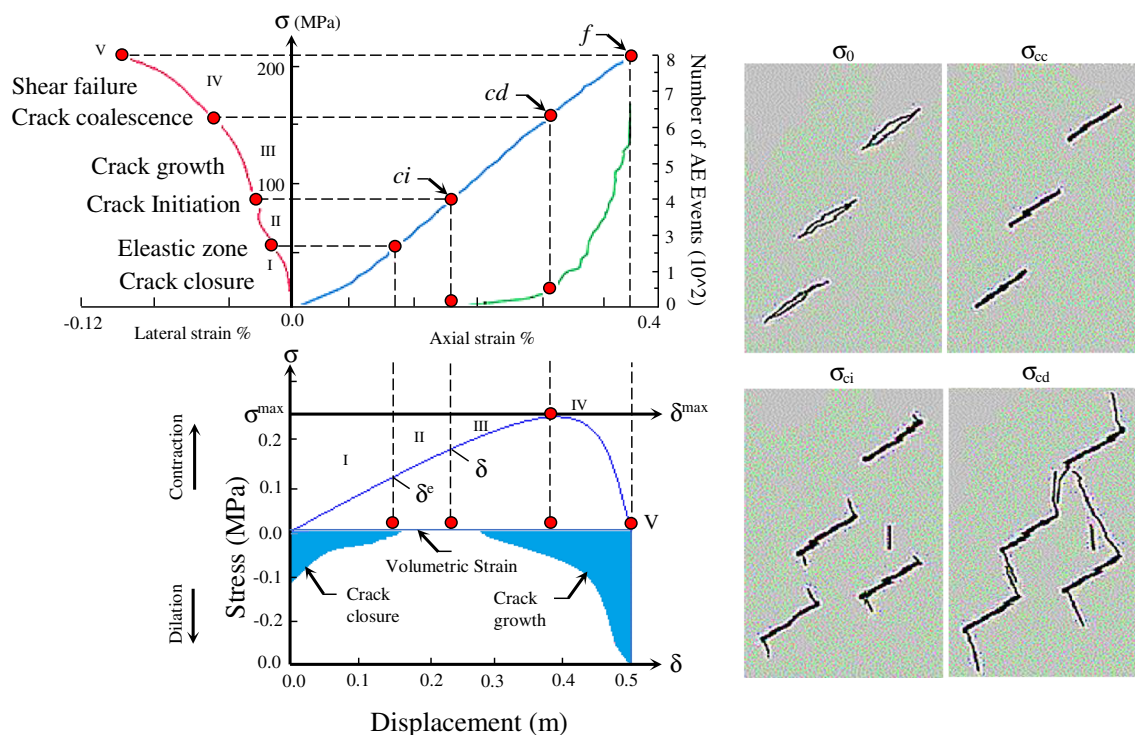 σ (MPa)
V
f
8
200
IV
Shear failure
7
Crack coalescence
cd
6
III
5
Crack growth
100
ci
4
Crack Initiation
II
Eleastic zone
3
I
Crack closure
1
0
Number of AE Events (10^2)
-0.12
Lateral strain %
0.0
Axial strain %
0.4
σ
σmax
IV
δmax
0.2
III
II
I
δ
δe
0.1
V
0.0
Volumetric Strain
-0.1
Crack
closure
Crack
growth
-0.2
0.0
δ
0.0
0.1
0.2
0.3
0.4
0.5
Displacement (m)
Stress (MPa)
Contraction
Dilation
σ0
σcc
σci
σcd